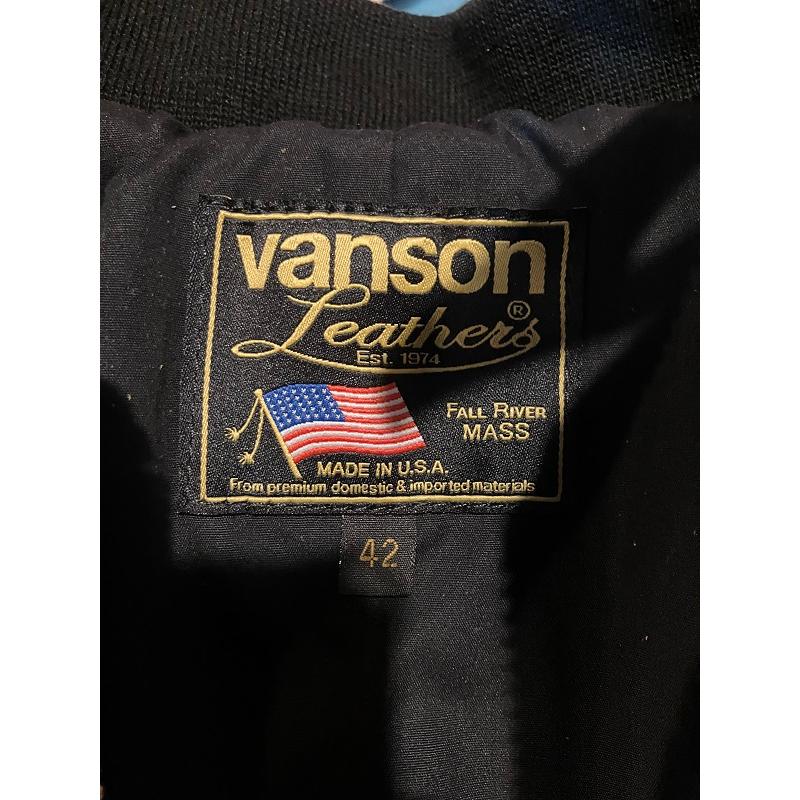 vanson
Leathers®
Est. 1974
FALL RIVER
MASS
MADE IN U.S.A.
From premium domestic & imported materials
42